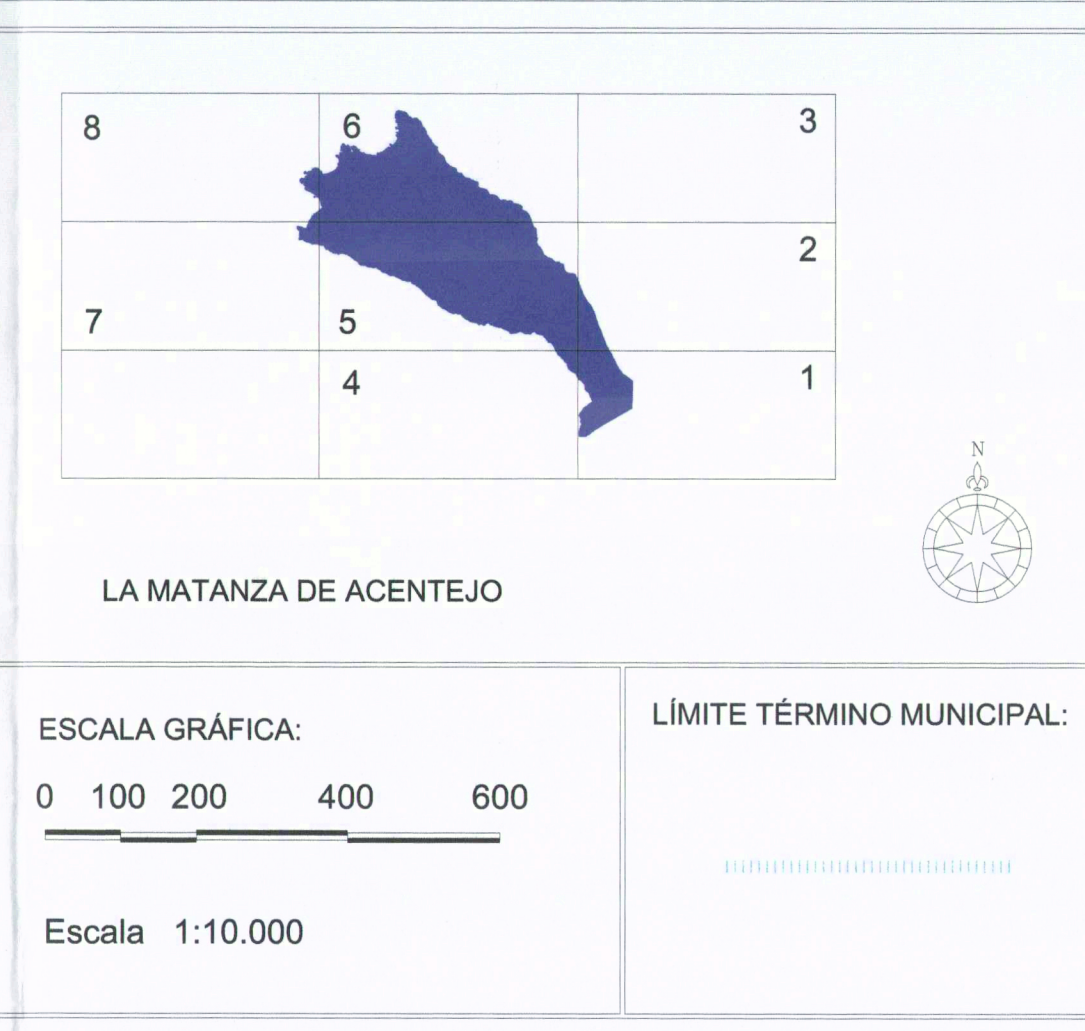 8 6 3
2
7 5
4 1
N
LA MATANZA DE ACENTEJO
ESCALA GRÁFICA:
0 100 200 400 600
Escala 1:10.000
LÍMITE TÉRMINO MUNICIPAL: